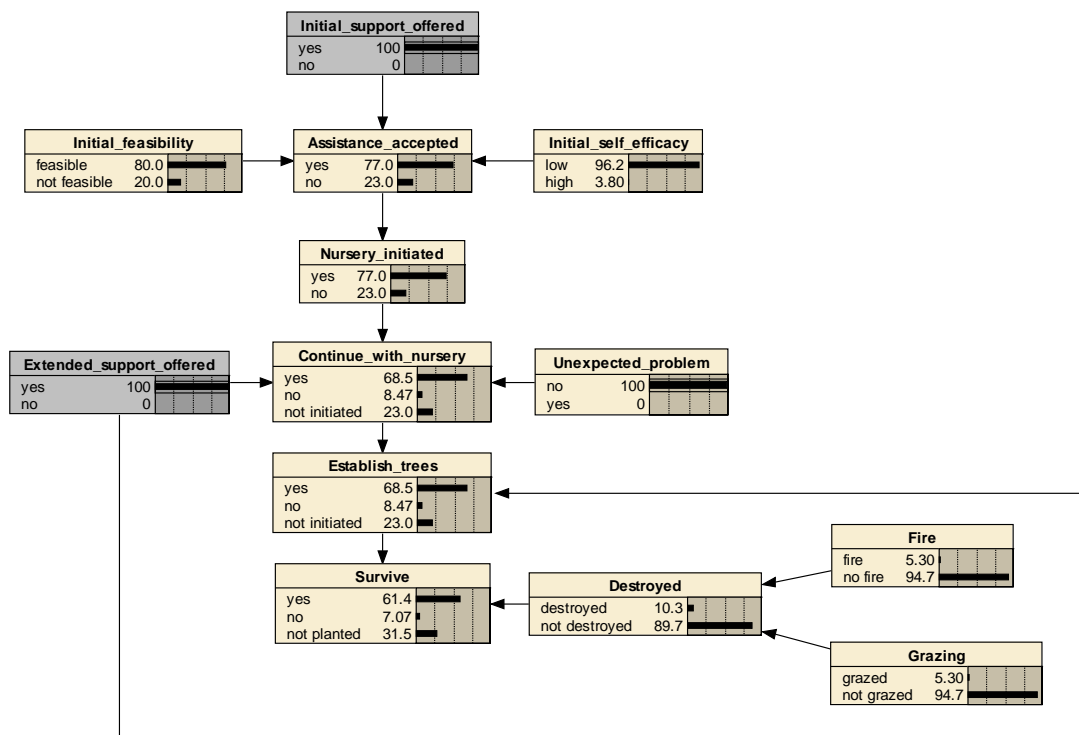 Initial_support_offered
yes 100
no 0
Initial_feasibility
feasible 80.0
not feasible 20.0
Assistance_accepted
yes 77.0
no 23.0
Initial_self_efficacy
low 96.2
high 3.80
Nursery_initiated
yes 77.0
no 23.0
Extended_support_offered
yes 100
no 0
Continue_with_nursery
yes 68.5
no 8.47
not initiated 23.0
Unexpected_problem
no 100
yes 0
Establish_trees
yes 68.5
no 8.47
not initiated 23.0
Fire
fire 5.30
no fire 94.7
Survive
yes 61.4
no 7.07
not planted 31.5
Destroyed
destroyed 10.3
not destroyed 89.7
Grazing
grazed 5.30
not grazed 94.7